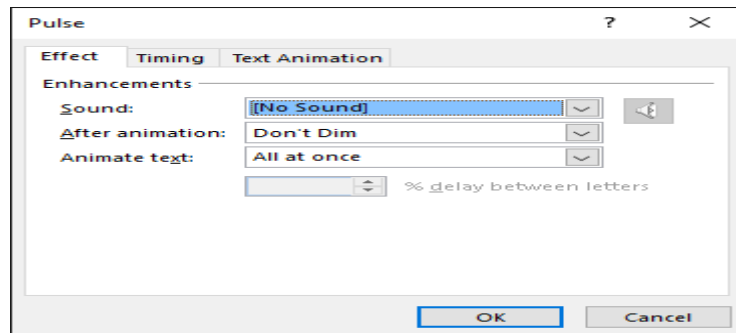 Pulse ?
Effect Timing Text Animation
Enhancements
Sound: [No Sound]
After animation: Don't Dim
Animate text: All at once
% delay between letters
OK Cancel